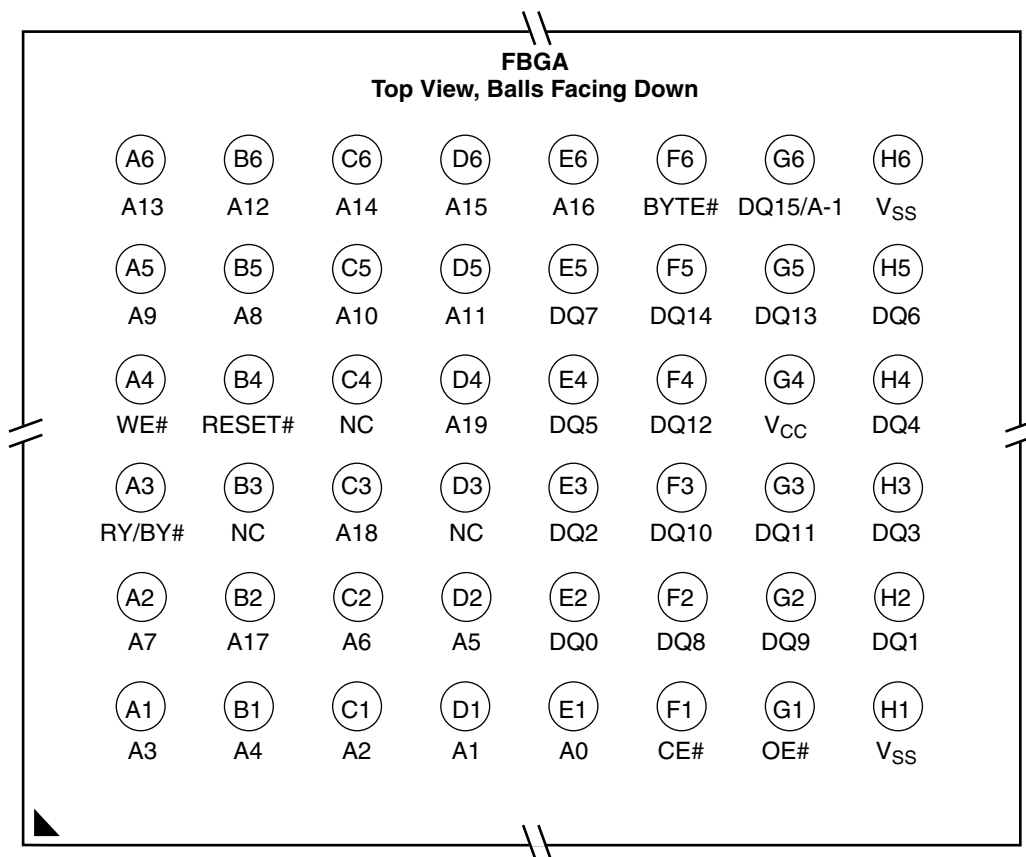 FBGA
Top View, Balls Facing Down
A6 B6 C6 D6 E6 F6 G6 H6
A13 A12 A14 A15 A16 BYTE# DQ15/A-1 VSS
A5 B5 C5 D5 E5 F5 G5 H5
A9 A8 A10 A11 DQ7 DQ14 DQ13 DQ6
A4 B4 C4 D4 E4 F4 G4 H4
WE# RESET# NC A19 DQ5 DQ12 VCC DQ4
A3 B3 C3 D3 E3 F3 G3 H3
RY/BY# NC A18 NC DQ2 DQ10 DQ11 DQ3
A2 B2 C2 D2 E2 F2 G2 H2
A7 A17 A6 A5 DQ0 DQ8 DQ9 DQ1
A1 B1 C1 D1 E1 F1 G1 H1
A3 A4 A2 A1 A0 CE# OE# VSS